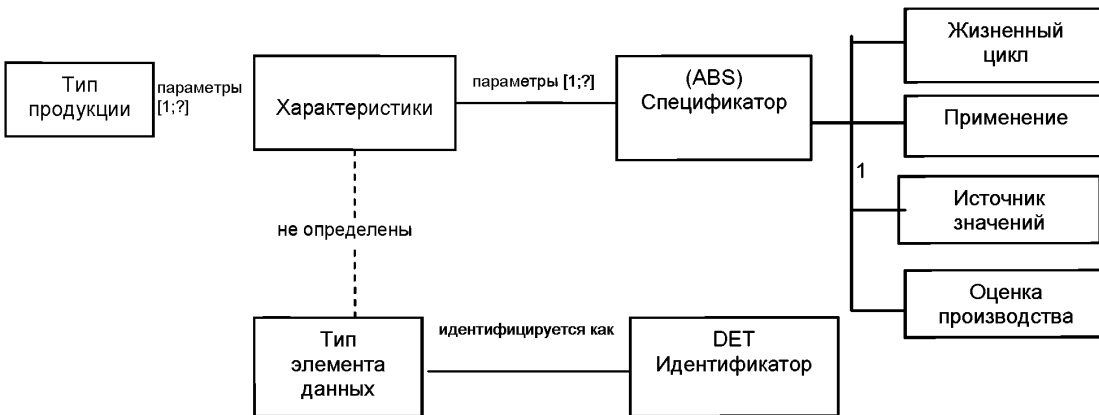 Тип
продукции
параметры
[1;?]
Характеристики
параметры [1;?]
(ABS)
Спецификатор
1
Жизненный
цикл
Применение
Источник
значений
Оценка
производства
не определены
Тип
элемента
данных
идентифицируется как
DET
Идентификатор